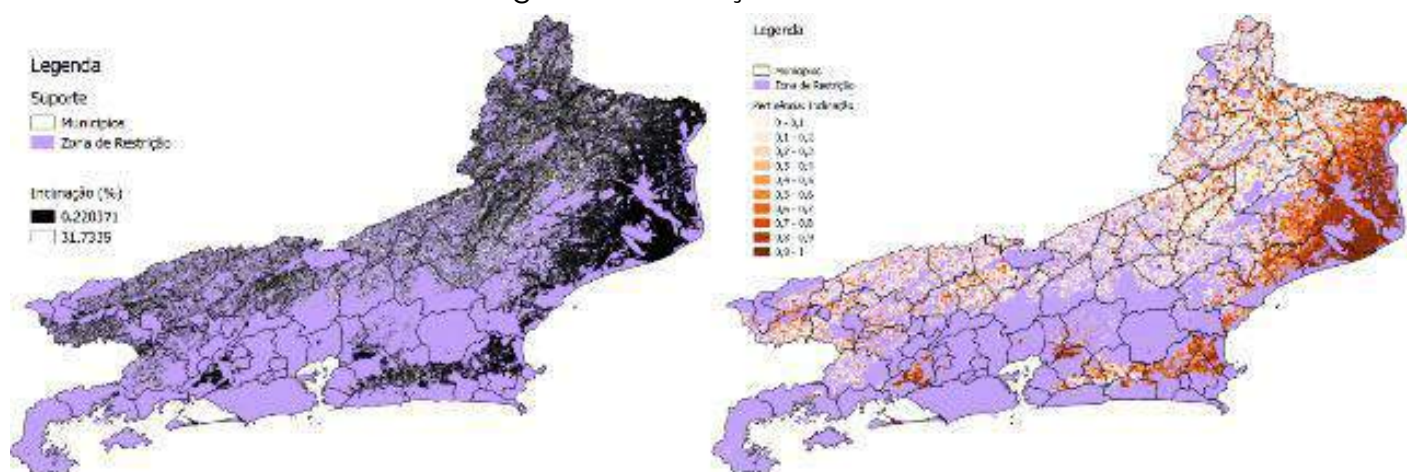 Legenda
Suporte
Municípios
Zona de Restrição
Inclinação (%)
0.220371
31.7335
Legenda
Municípios
Zona de Restrição
0 - 0,1
0,1 - 0,2
0,2 - 0,3
0,3 - 0,4
0,4 - 0,5
0,5 - 0,6
0,6 - 0,7
0,7 - 0,8
0,8 - 0,9
0,9 - 1